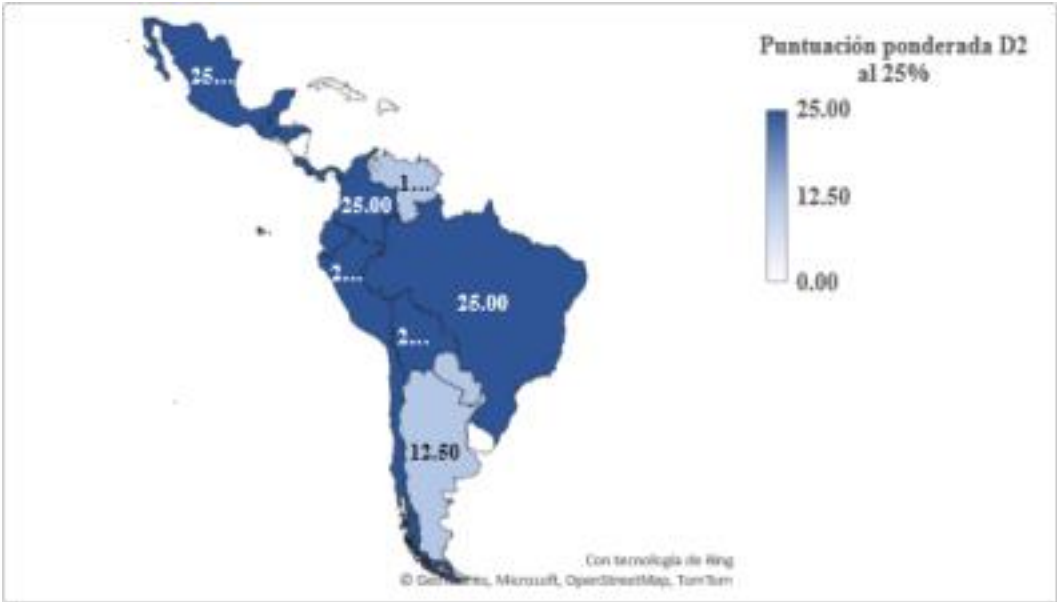 Puntuación ponderada D2
al 25%
25.00
12.50
0.00
25...
1...
25.00
2...
25.00
2...
12.50
Con tecnología de Bing
© GeoNames, Microsoft, OpenStreetMap, TomTom